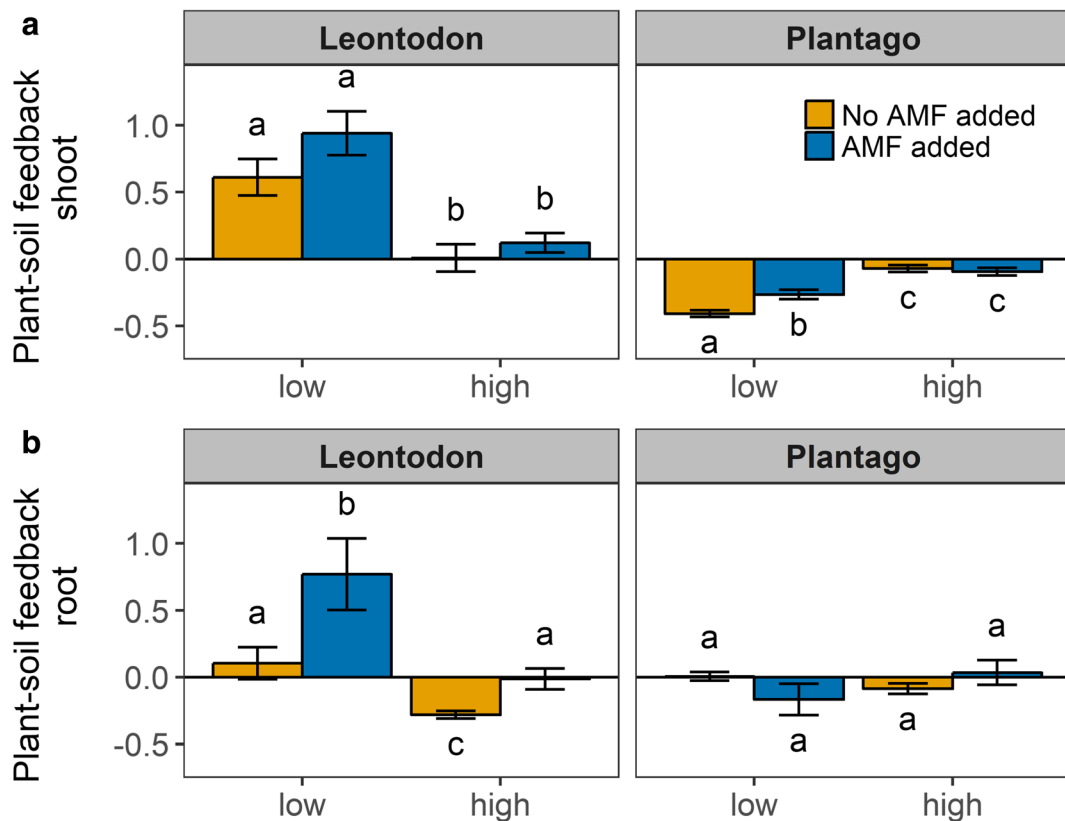 a
Leontodon
Plantago
Plant-soil feedback
shoot
1.0
0.5
0.0
-0.5
a
a
b
b
No AMF added
AMF added
a
b
c
c
low
high
low
high
b
Leontodon
Plantago
Plant-soil feedback
root
1.0
0.5
0.0
-0.5
a
b
c
a
a
a
a
a
low
high
low
high